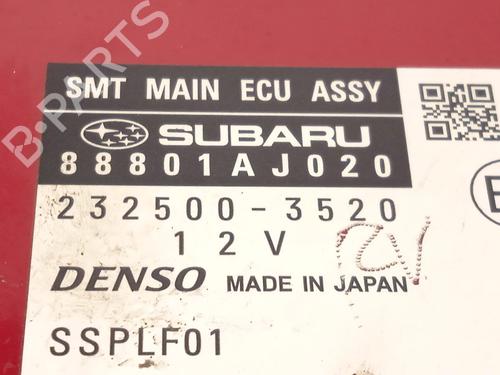 B-PARTS
SMT MAIN ECU ASSY
SUBARU
88801AJ020
232500-3520
12V
DENSO MADE IN JAPAN
SSPLF01